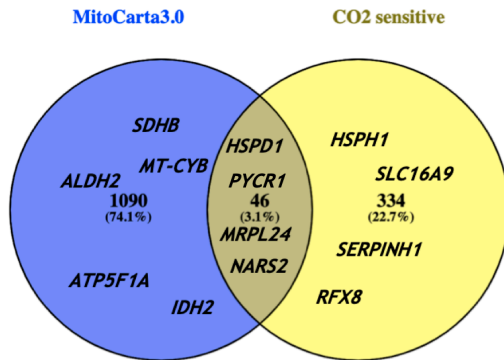 MitoCarta3.0
CO2 sensitive
SDHB
HSPD1
HSPH1
MT-CYB
ALDH2
PYCR1
SLC16A9
1090
(74.1%)
46
(3.1%)
334
(22.7%)
MRPL24
SERPINH1
NARS2
ATP5F1A
RFX8
IDH2